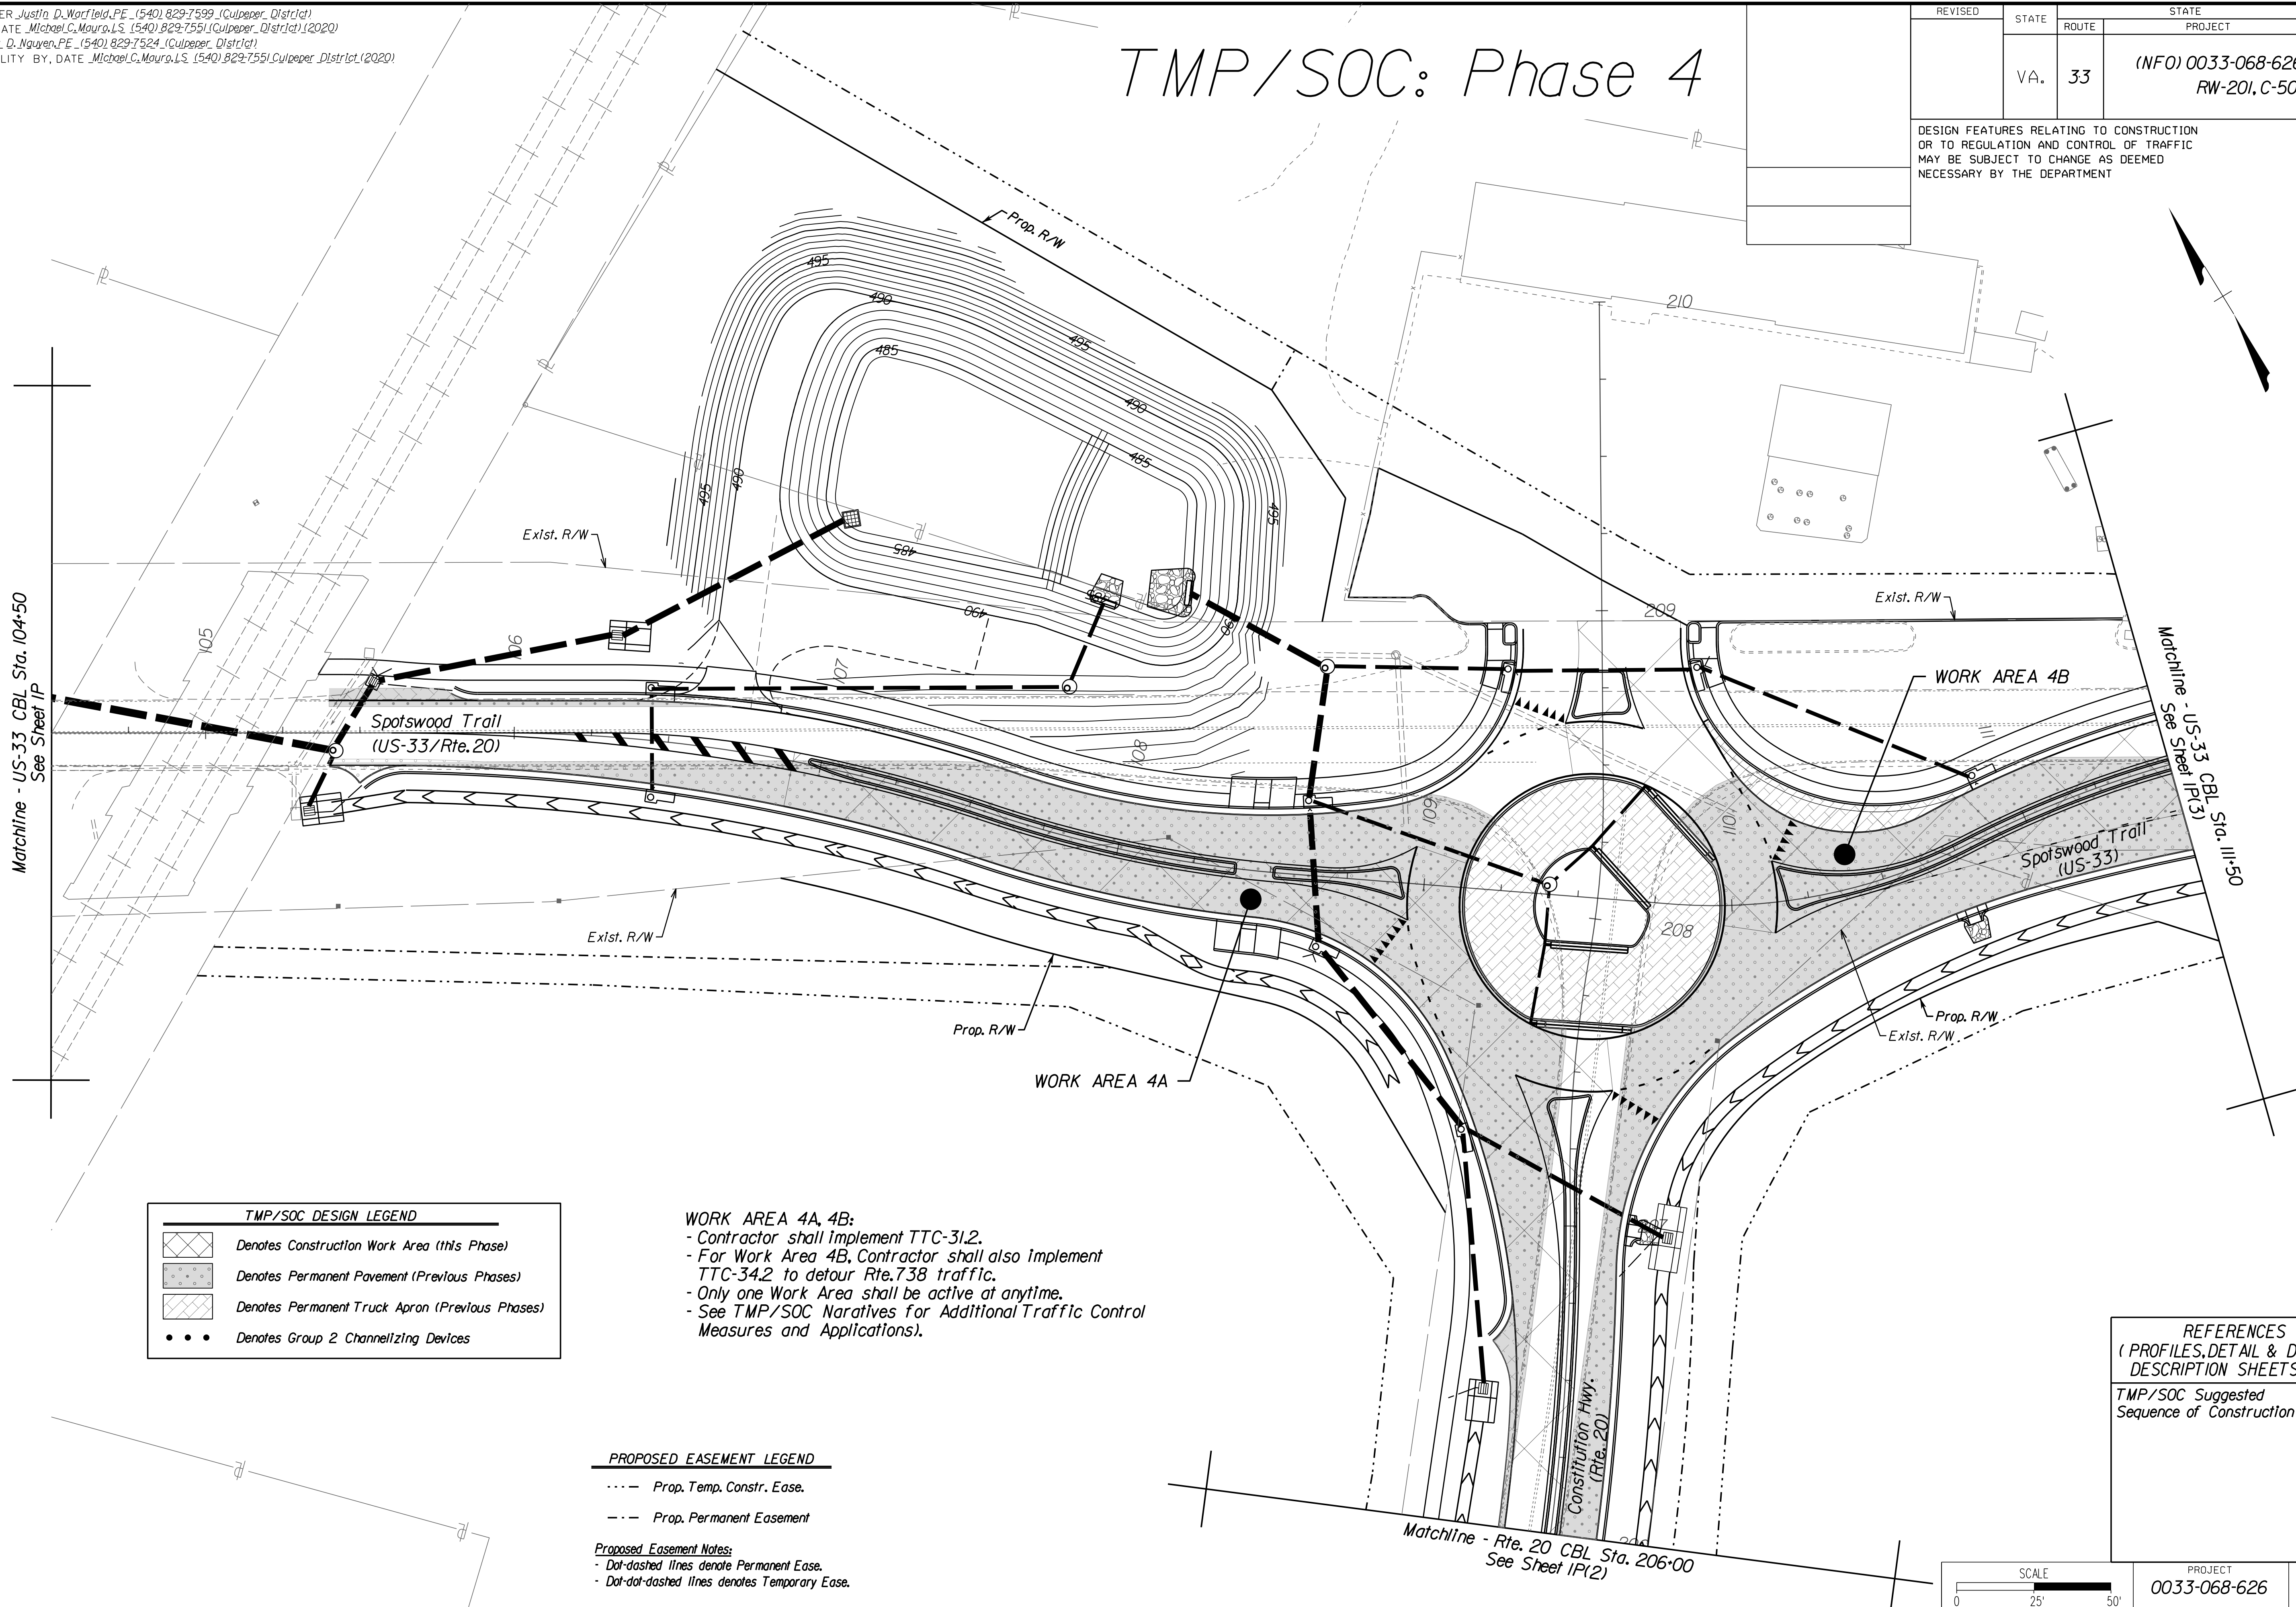 ER Justin D. Warfield, PE (540) 829-7599 (Culpeper District)
ATE Michael C. Mauro, LS (540) 829-7551 (Culpeper District) (2020)
D. Nguyen, PE (540) 829-7524 (Culpeper District)
LITY BY, DATE Michael C. Mauro, LS (540) 829-7551 Culpeper District (2020)
TMP/SOC: Phase 4
REVISED
STATE
STATE
ROUTE
PROJECT
VA.
33
(NFO) 0033-068-626
RW-201, C-50
DESIGN FEATURES RELATING TO CONSTRUCTION
OR TO REGULATION AND CONTROL OF TRAFFIC
MAY BE SUBJECT TO CHANGE AS DEEMED
NECESSARY BY THE DEPARTMENT
Prop. R/W
495
490
495
485
490
485
495
490
495
485
490
485
490
210
209
Exist. R/W
Exist. R/W
Matchline - US-33 CBL Sta. 104+50
See Sheet 1P
105
106
107
108
109
110
111
208
207
Spotswood Trail
(US-33/Rte. 20)
WORK AREA 4B
Matchline - US-33 CBL Sta. 111+50
See Sheet 1P(3)
Spotswood Trail
(US-33)
Exist. R/W
Prop. R/W
Prop. R/W
Exist. R/W
WORK AREA 4A
TMP/SOC DESIGN LEGEND
Denotes Construction Work Area (this Phase)
Denotes Permanent Pavement (Previous Phases)
Denotes Permanent Truck Apron (Previous Phases)
Denotes Group 2 Channelizing Devices
WORK AREA 4A, 4B:
- Contractor shall implement TTC-31.2.
- For Work Area 4B, Contractor shall also implement
TTC-34.2 to detour Rte. 738 traffic.
- Only one Work Area shall be active at anytime.
- See TMP/SOC Naratives for Additional Traffic Control
Measures and Applications).
Constitution Hwy.
(Rte. 20)
206
Matchline - Rte. 20 CBL Sta. 206+00
See Sheet 1P(2)
PROPOSED EASEMENT LEGEND
Prop. Temp. Constr. Ease.
Prop. Permanent Easement
Proposed Easement Notes:
- Dot-dashed lines denote Permanent Ease.
- Dot-dot-dashed lines denotes Temporary Ease.
REFERENCES
( PROFILES, DETAIL & D
DESCRIPTION SHEETS
TMP/SOC Suggested
Sequence of Construction
SCALE
0 25' 50'
PROJECT
0033-068-626